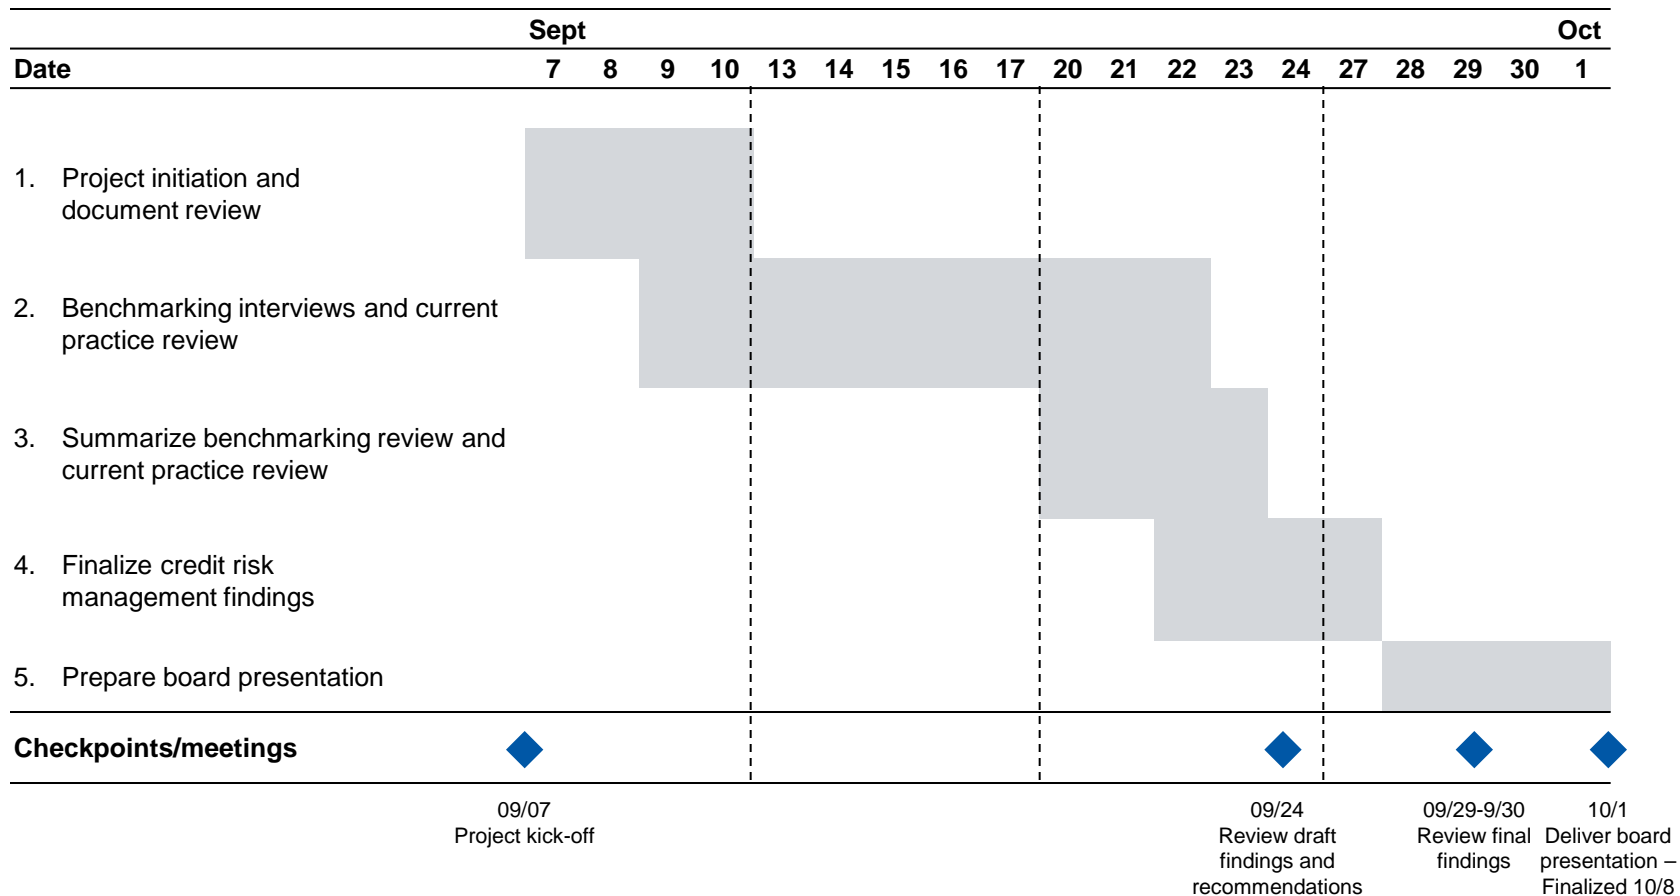 Sept Oct
Date 7 8 9 10 13 14 15 16 17 20 21 22 23 24 27 28 29 30 1
1. Project initiation and
document review
2. Benchmarking interviews and current
practice review
3. Summarize benchmarking review and
current practice review
4. Finalize credit risk
management findings
5. Prepare board presentation
Checkpoints/meetings
09/07
Project kick-off
09/24
Review draft
findings and
recommendations
09/29-9/30
Review final
findings
10/1
Deliver board
presentation –
Finalized 10/8